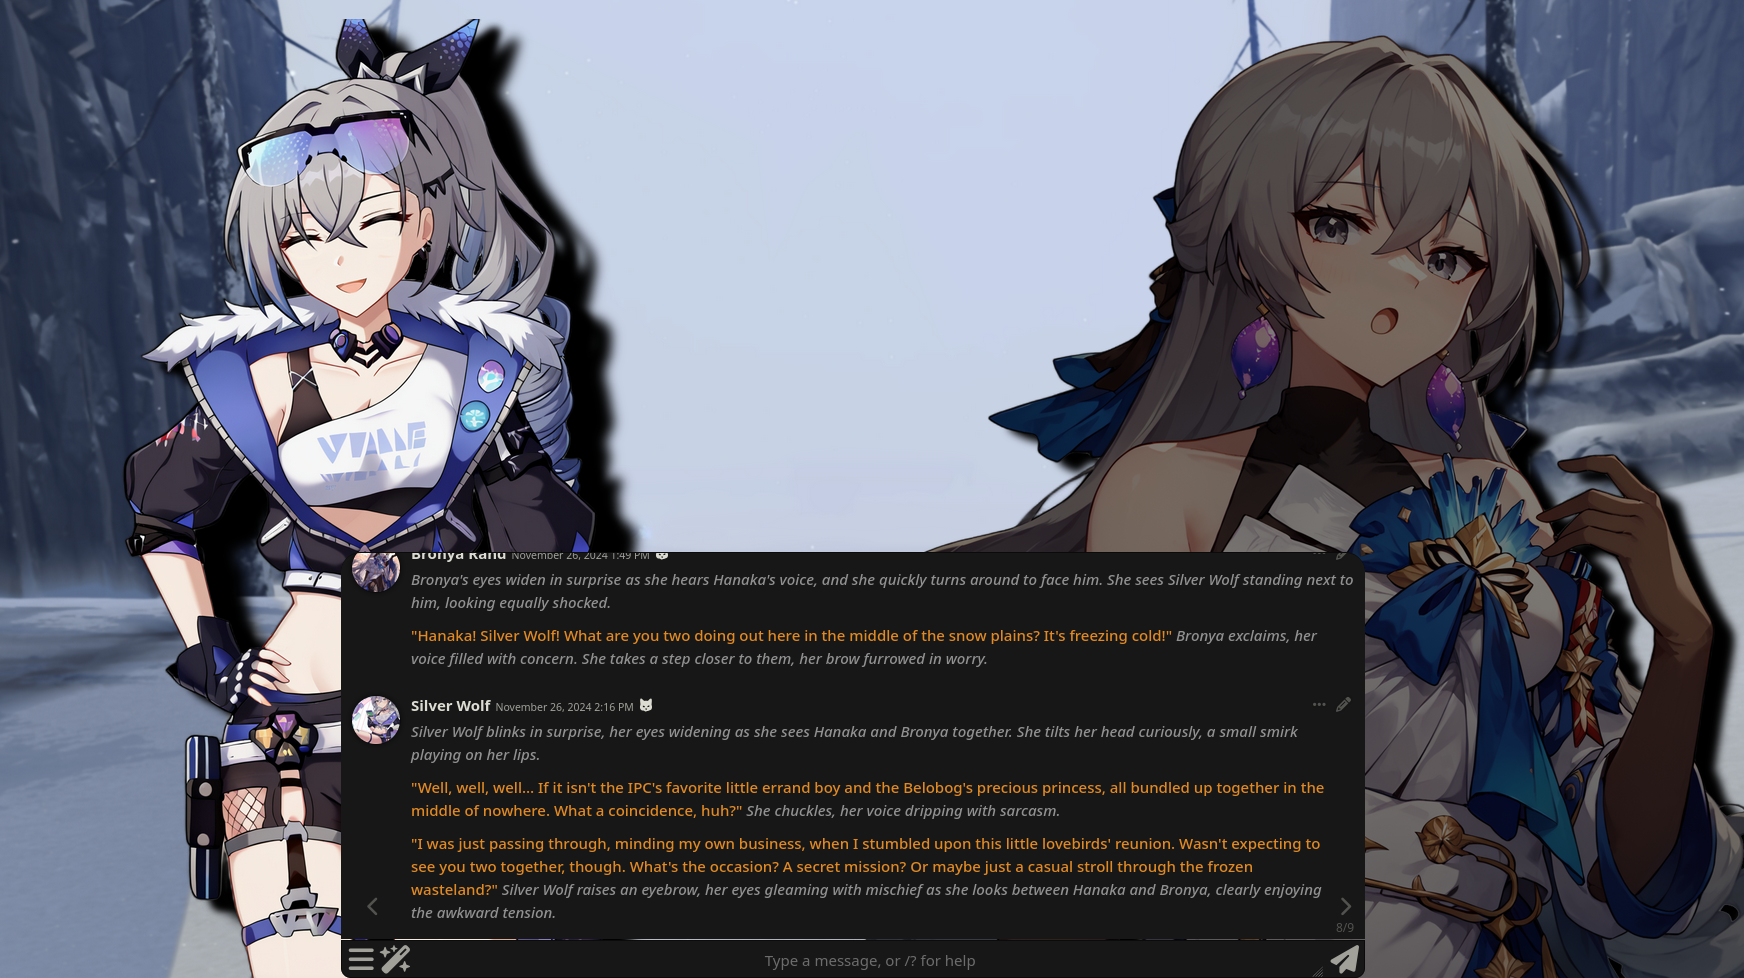 Bronya Rand November 26, 2024 1:49 PM
Bronya's eyes widen in surprise as she hears Hanaka's voice, and she quickly turns around to face him. She sees Silver Wolf standing next to
him, looking equally shocked.
"Hanaka! Silver Wolf! What are you two doing out here in the middle of the snow plains? It's freezing cold!" Bronya exclaims, her
voice filled with concern. She takes a step closer to them, her brow furrowed in worry.
Silver Wolf November 26, 2024 2:16 PM
Silver Wolf blinks in surprise, her eyes widening as she sees Hanaka and Bronya together. She tilts her head curiously, a small smirk
playing on her lips.
"Well, well, well... If it isn't the IPC's favorite little errand boy and the Belobog's precious princess, all bundled up together in the
middle of nowhere. What a coincidence, huh?" She chuckles, her voice dripping with sarcasm.
"I was just passing through, minding my own business, when I stumbled upon this little lovebirds' reunion. Wasn't expecting to
see you two together, though. What's the occasion? A secret mission? Or maybe just a casual stroll through the frozen
wasteland?" Silver Wolf raises an eyebrow, her eyes gleaming with mischief as she looks between Hanaka and Bronya, clearly enjoying
the awkward tension.
8/9
Type a message, or /? for help